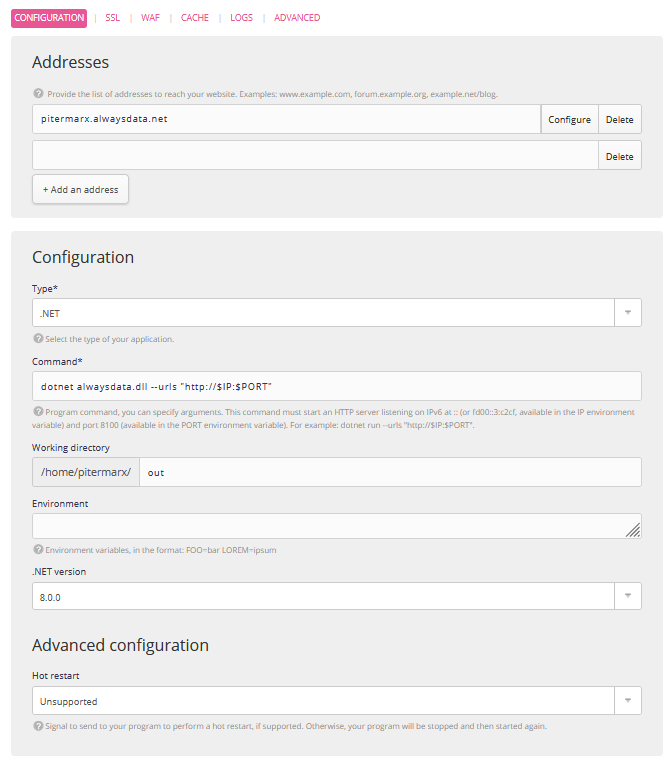 CONFIGURATION | SSL | WAF | CACHE | LOGS | ADVANCED
Addresses
Provide the list of addresses to reach your website. Examples: www.example.com, forum.example.org, example.net/blog.
pitermarx.alwaysdata.net Configure Delete
Delete
+ Add an address
Configuration
Type*
.NET
Select the type of your application.
Command*
dotnet alwaysdata.dll --urls "http://$IP:$PORT"
Program command, you can specify arguments. This command must start an HTTP server listening on IPv6 at :: (or fd00::3:c2cf, available in the IP environment
variable) and port 8100 (available in the PORT environment variable). For example: dotnet run --urls "http://$IP:$PORT".
Working directory
/home/pitermarx/ out
Environment
Environment variables, in the format: FOO=bar LOREM=ipsum
.NET version
8.0.0
Advanced configuration
Hot restart
Unsupported
Signal to send to your program to perform a hot restart, if supported. Otherwise, your program will be stopped and then started again.